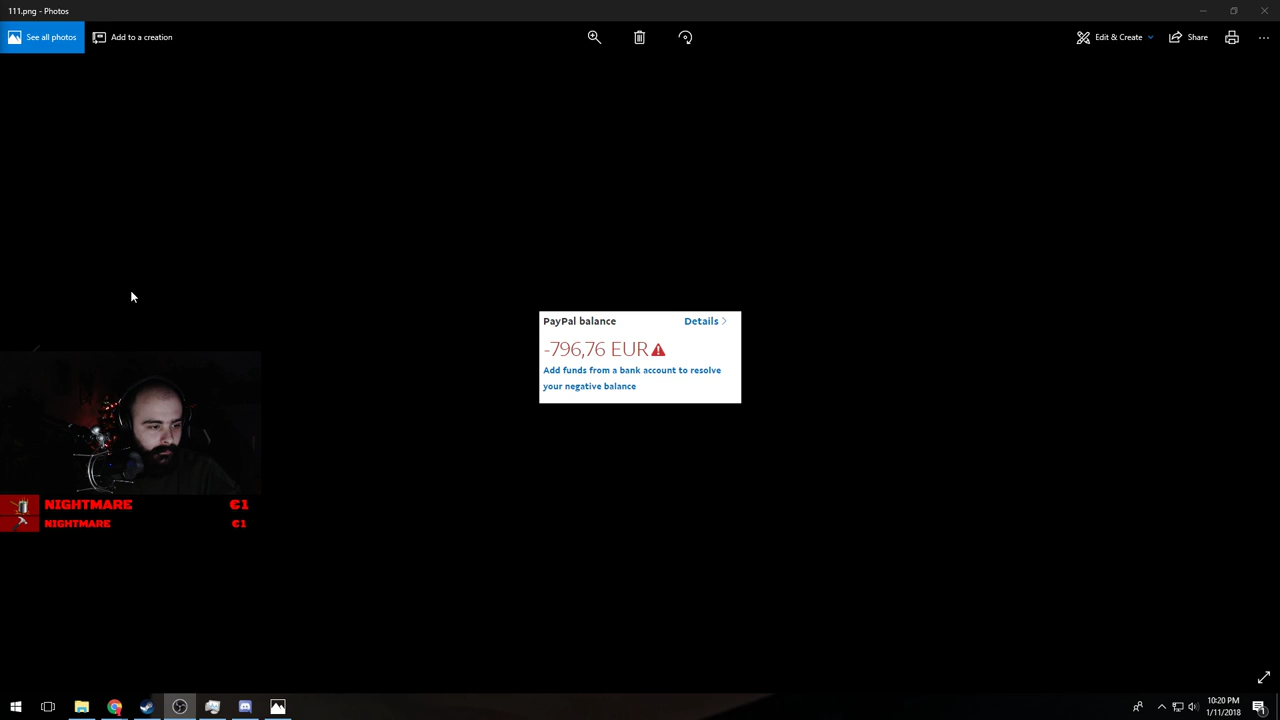 111.png - Photos
See all photos
Add to a creation
Edit & Create
Share
PayPal balance
Details
-796,76 EUR
Add funds from a bank account to resolve
your negative balance
NIGHTMARE €1
NIGHTMARE €1
10:20 PM
1/11/2018